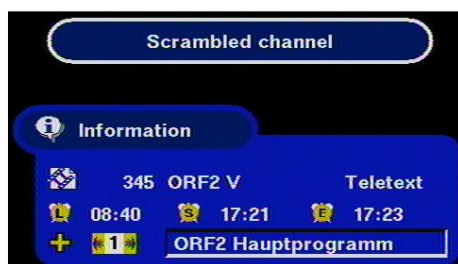 Scrambled channel
Information
345 ORF2 V Teletext
L 08:40 S 17:21 E 17:23
1 ORF2 Hauptprogramm